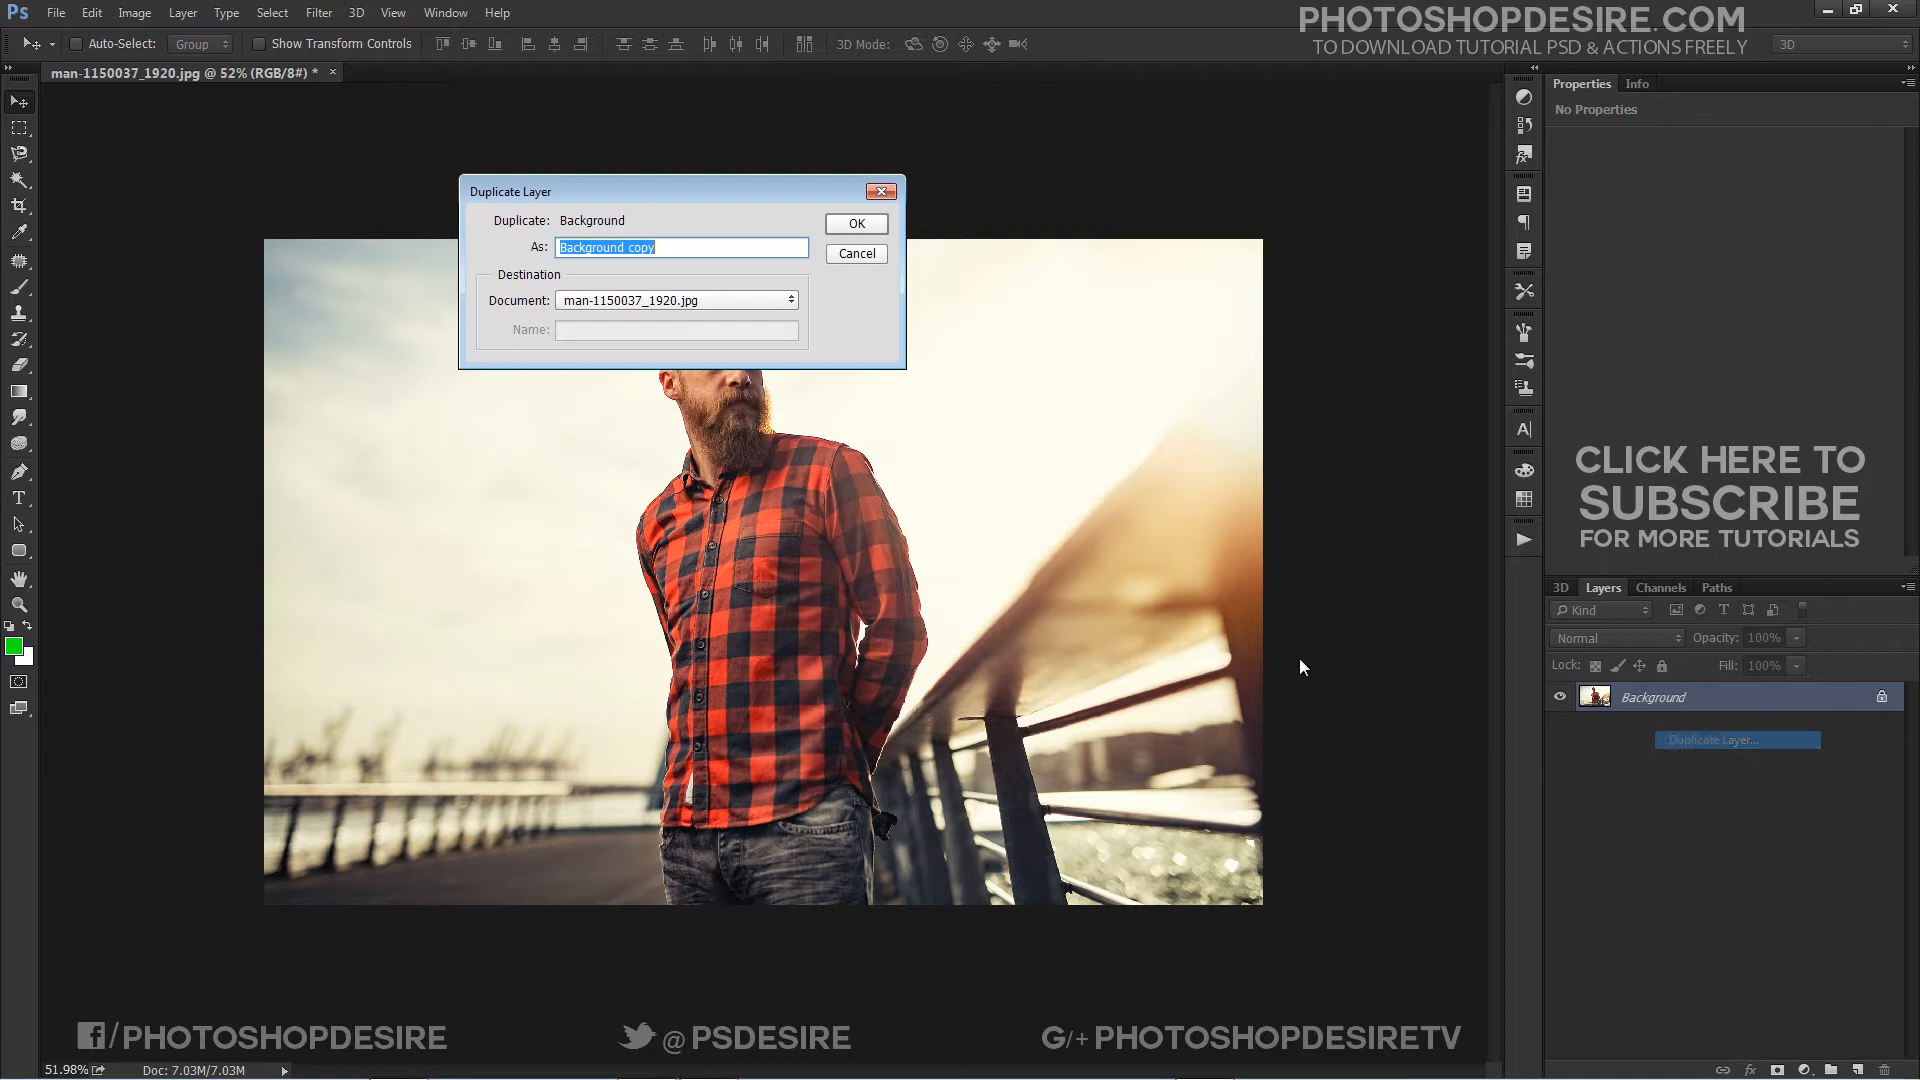 Ps File Edit Image Layer Type Select Filter 3D View Window Help
PHOTOSHOPDESIRE.COM
TO DOWNLOAD TUTORIAL PSD & ACTIONS FREELY
Auto-Select: Group Show Transform Controls 3D Mode: 3D
man-1150037_1920.jpg @ 52% (RGB/8#) * ×
Properties Info
No Properties
Duplicate Layer
Duplicate: Background
OK
As: Background copy
Cancel
Destination
Document: man-1150037_1920.jpg
Name:
CLICK HERE TO
SUBSCRIBE
FOR MORE TUTORIALS
3D Layers Channels Paths
Kind
Normal Opacity: 100%
Lock: Fill: 100%
Background
Duplicate Layer...
f/PHOTOSHOPDESIRE
@ PSDESIRE
G/+ PHOTOSHOPDESIRETV
51.98% Doc: 7.03M/7.03M